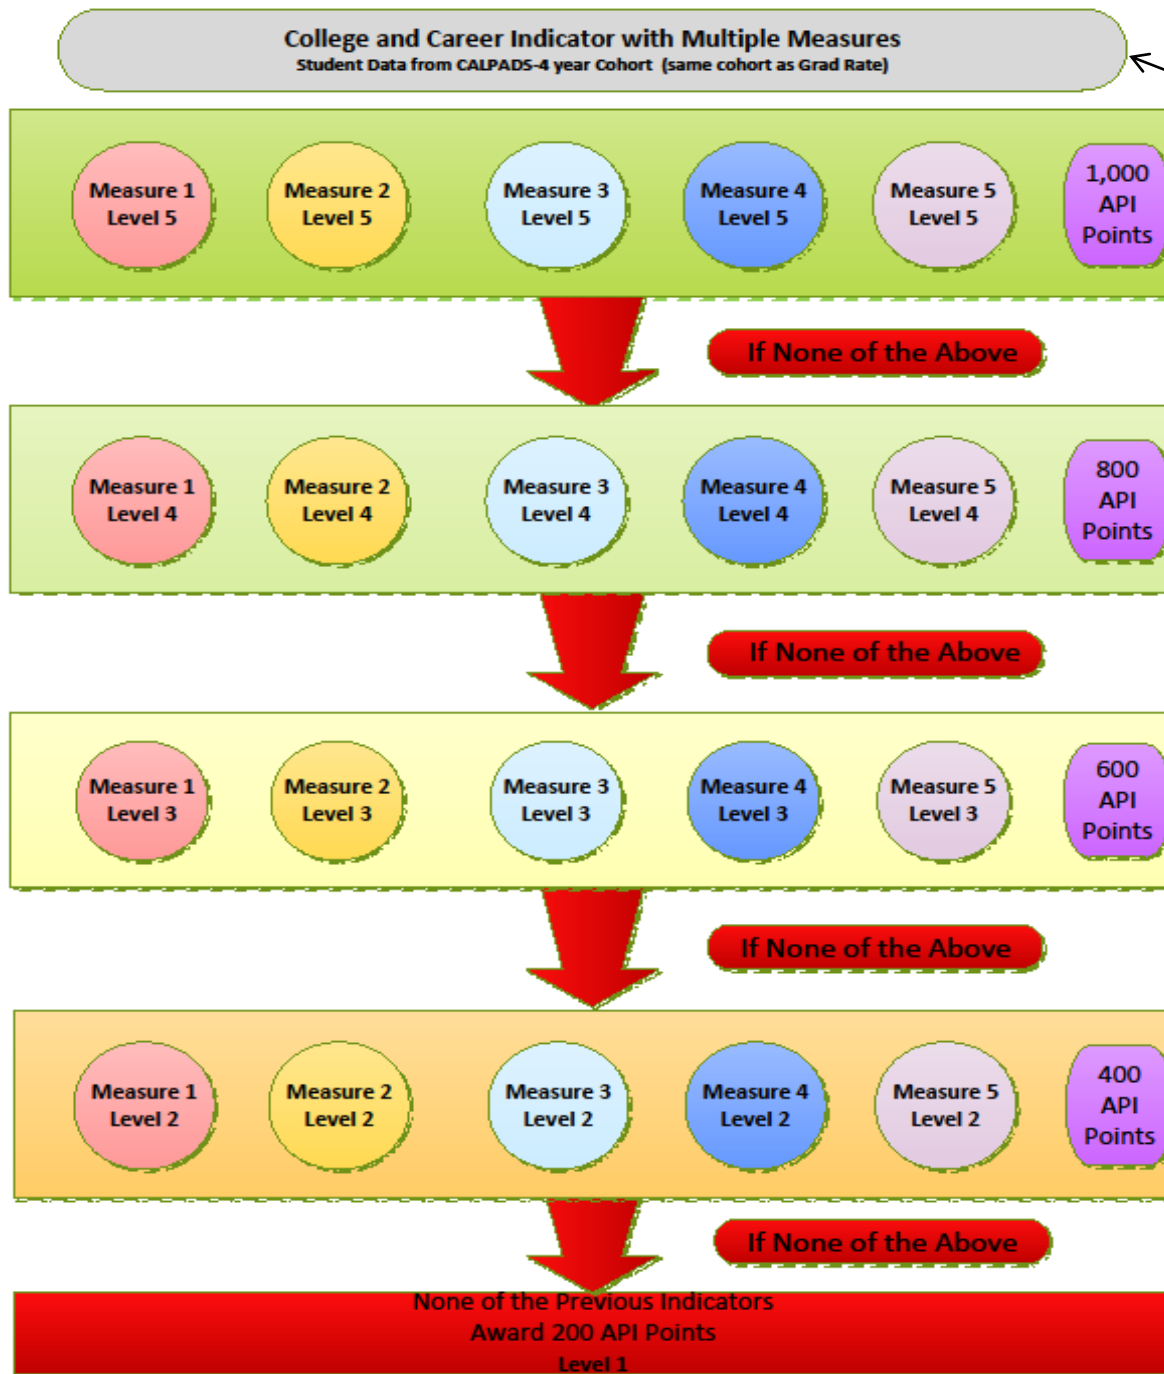 College and Career Indicator with Multiple Measures
Student Data from CALPADS-4 year Cohort (same cohort as Grad Rate)
Measure 1
Level 5
Measure 2
Level 5
Measure 3
Level 5
Measure 4
Level 5
Measure 5
Level 5
1,000
API
Points
If None of the Above
Measure 1
Level 4
Measure 2
Level 4
Measure 3
Level 4
Measure 4
Level 4
Measure 5
Level 4
800
API
Points
If None of the Above
Measure 1
Level 3
Measure 2
Level 3
Measure 3
Level 3
Measure 4
Level 3
Measure 5
Level 3
600
API
Points
If None of the Above
Measure 1
Level 2
Measure 2
Level 2
Measure 3
Level 2
Measure 4
Level 2
Measure 5
Level 2
400
API
Points
If None of the Above
None of the Previous Indicators
Award 200 API Points
Level 1